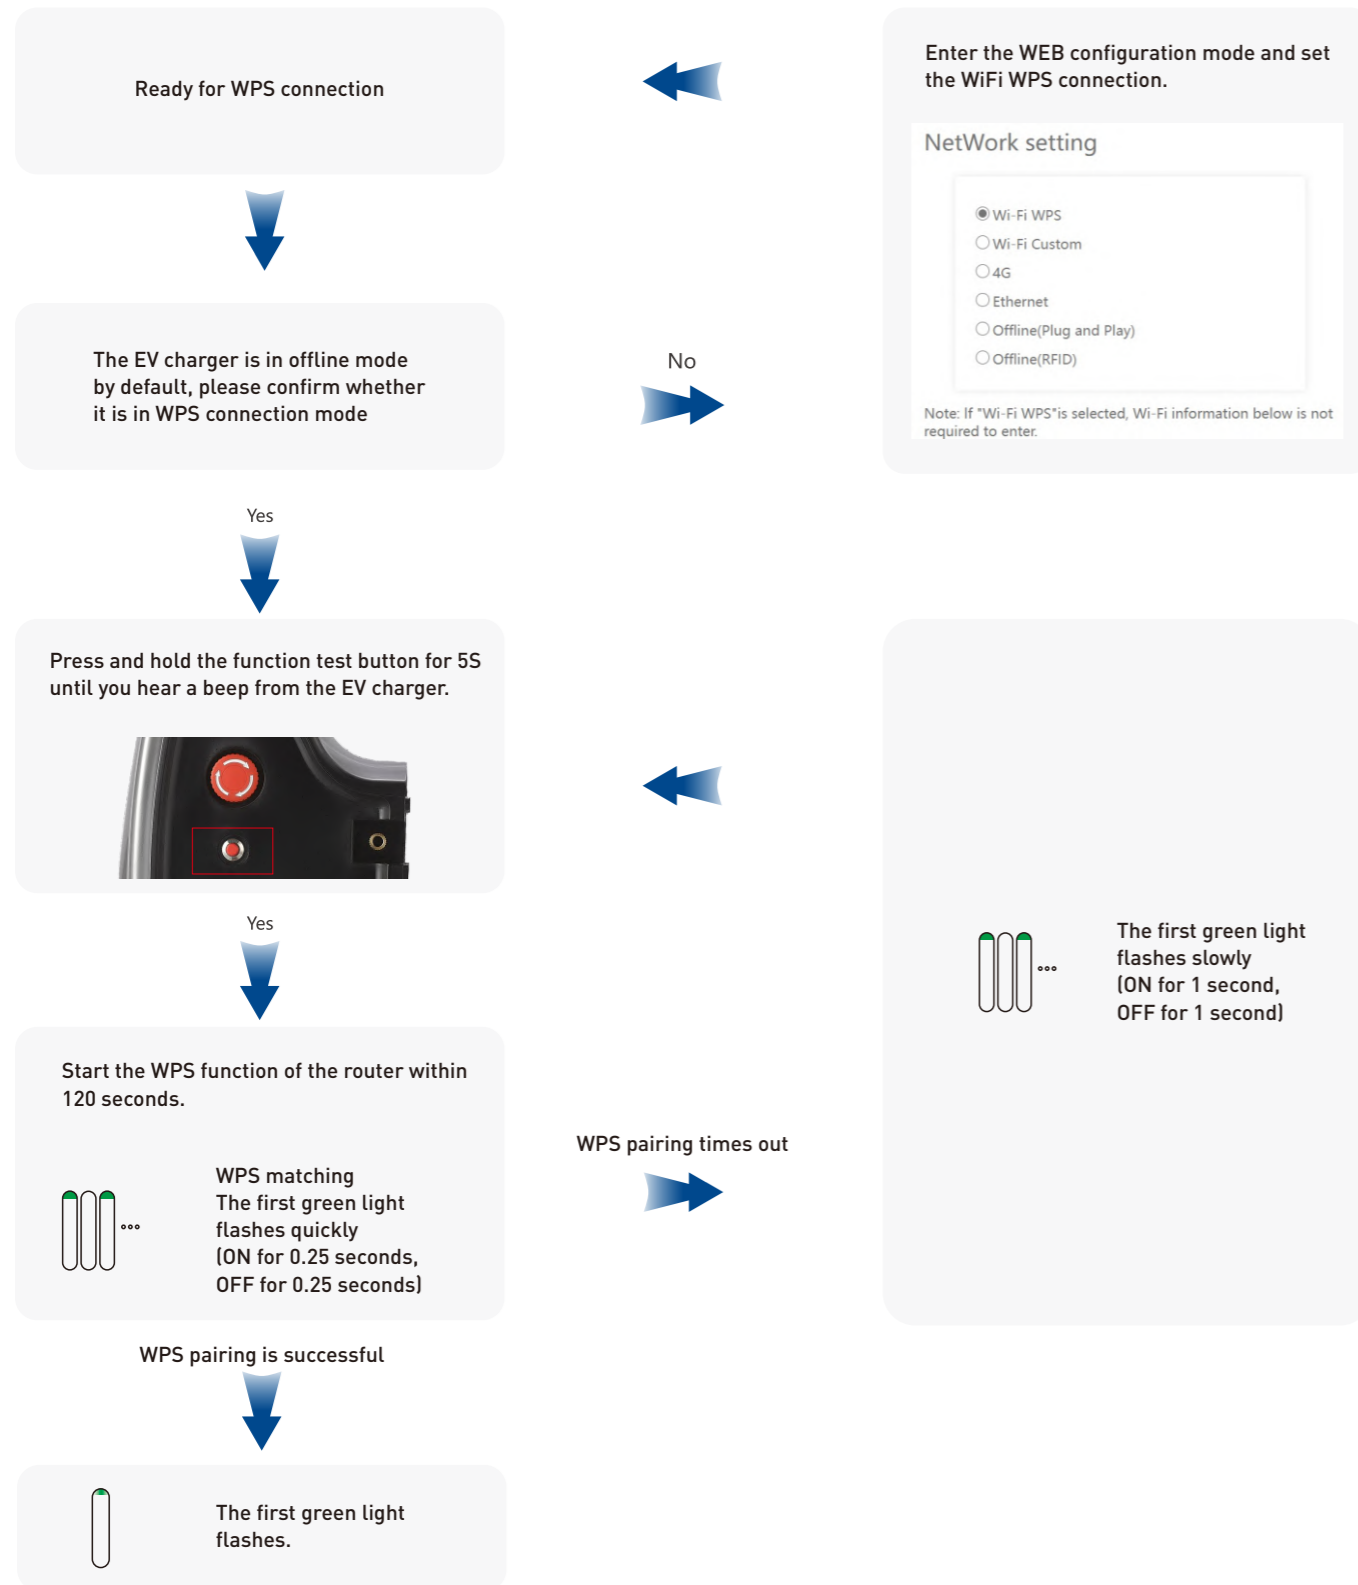 Ready for WPS connection
Enter the WEB configuration mode and set
the WiFi WPS connection.
NetWork setting
Wi-Fi WPS
Wi-Fi Custom
4G
Ethernet
Offline(Plug and Play)
Offline(RFID)
Note: If "Wi-Fi WPS"is selected, Wi-Fi information below is not
required to enter.
The EV charger is in offline mode
by default, please confirm whether
it is in WPS connection mode
No
Yes
Press and hold the function test button for 5S
until you hear a beep from the EV charger.
Yes
The first green light
flashes slowly
(ON for 1 second,
OFF for 1 second)
Start the WPS function of the router within
120 seconds.
WPS matching
The first green light
flashes quickly
(ON for 0.25 seconds,
OFF for 0.25 seconds)
WPS pairing times out
WPS pairing is successful
The first green light
flashes.